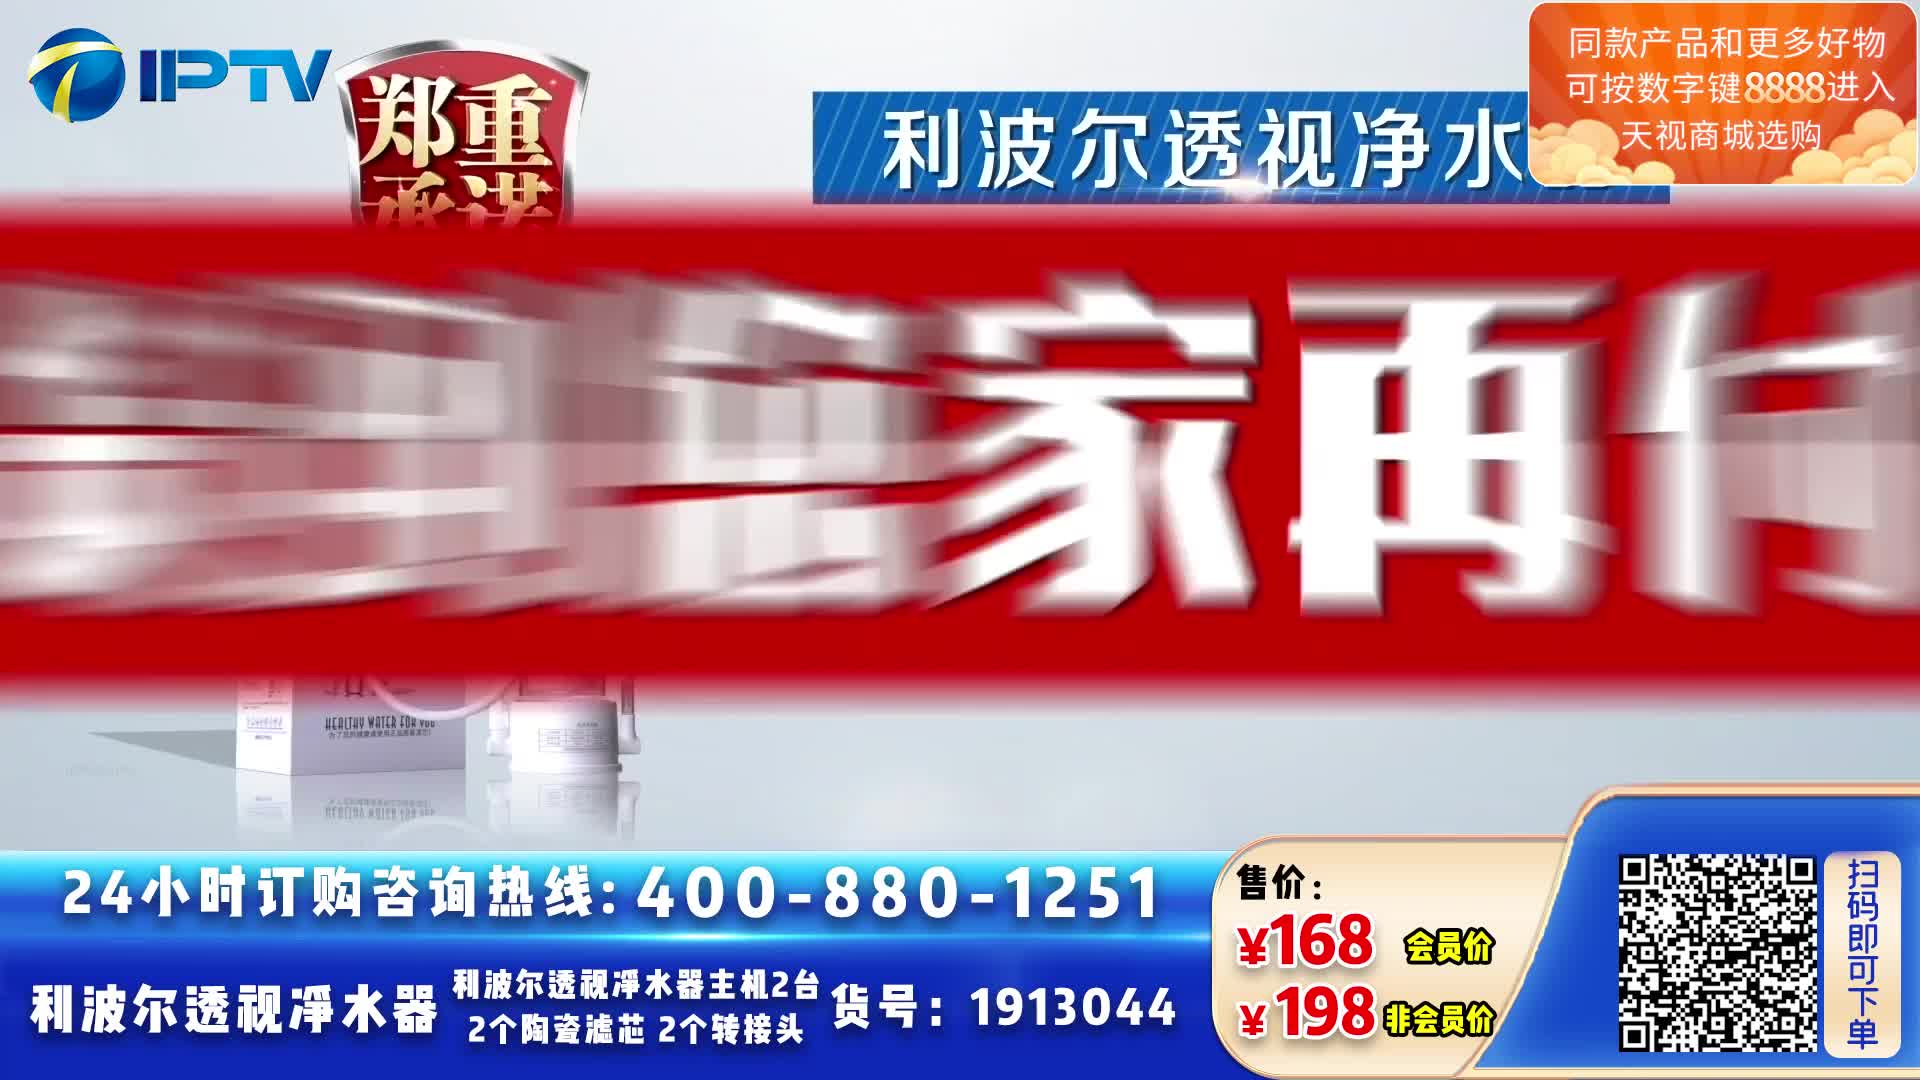 IPTV
郑重
承诺
利波尔透视净水
同款产品和更多好物
可按数字键8888进入
天视商城选购
家再付
HEALTHY WATER FOR YOU
24小时订购咨询热线:400-880-1251
利波尔透视净水器
利波尔透视净水器主机2台
2个陶瓷滤芯 2个转接头
货号：1913044
售价：
¥168 会员价
¥198 非会员价
扫码即可下单